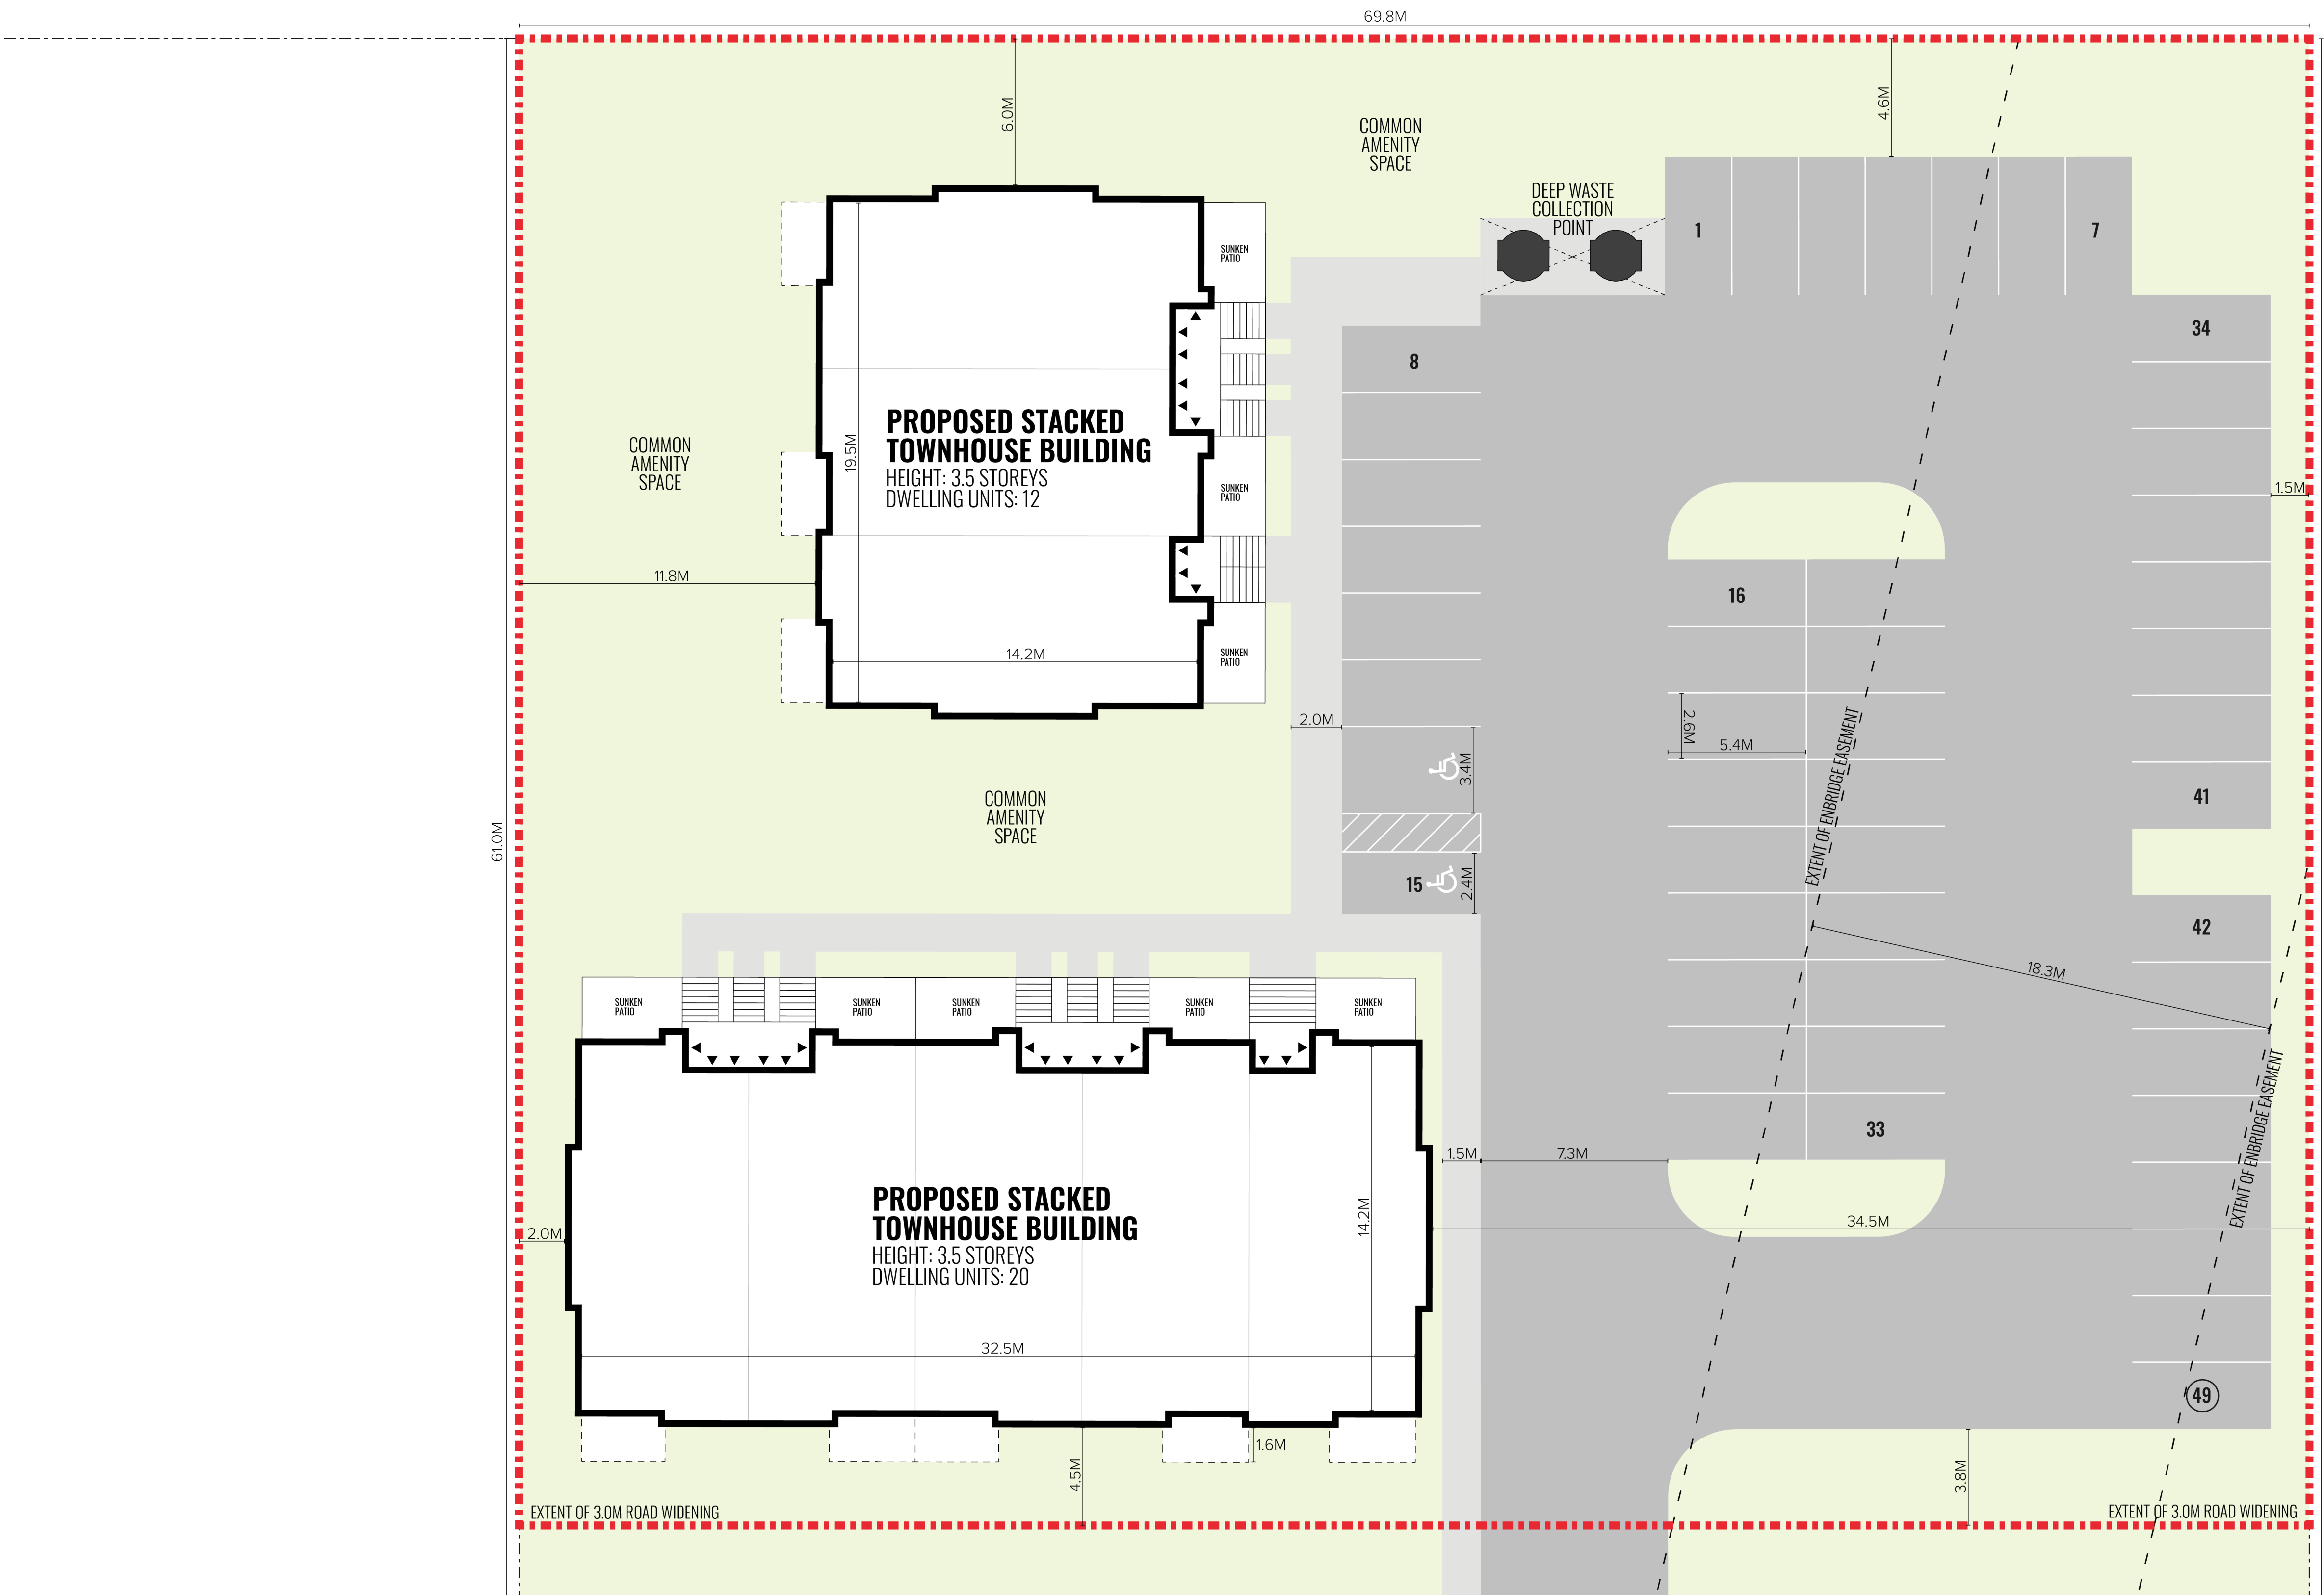 69.8M
6.0M
4.6M
COMMON
AMENITY
SPACE
DEEP WASTE
COLLECTION
POINT
1
7
SUNKEN
PATIO
34
8
PROPOSED STACKED
TOWNHOUSE BUILDING
HEIGHT: 3.5 STOREYS
DWELLING UNITS: 12
19.5M
COMMON
AMENITY
SPACE
SUNKEN
PATIO
1.5M
11.8M
16
14.2M
SUNKEN
PATIO
2.0M
2.6M
5.4M
3.4M
EXTENT OF ENBRIDGE EASEMENT
41
COMMON
AMENITY
SPACE
61.0M
15
2.4M
42
18.3M
SUNKEN
PATIO
SUNKEN
PATIO
SUNKEN
PATIO
SUNKEN
PATIO
SUNKEN
PATIO
33
EXTENT OF ENBRIDGE EASEMENT
1.5M
7.3M
PROPOSED STACKED
TOWNHOUSE BUILDING
HEIGHT: 3.5 STOREYS
DWELLING UNITS: 20
14.2M
2.0M
34.5M
32.5M
49
1.6M
4.5M
3.8M
EXTENT OF 3.0M ROAD WIDENING
EXTENT OF 3.0M ROAD WIDENING